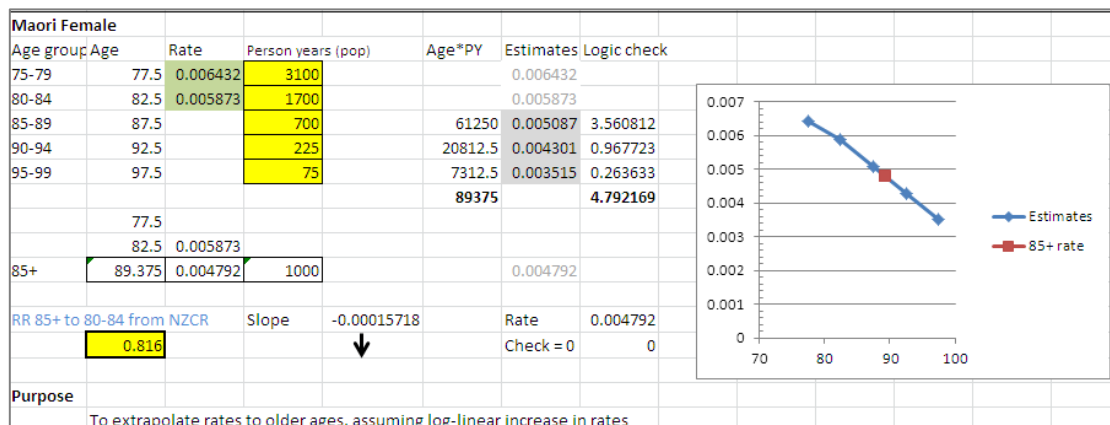 Maori Female
Age group Age Rate Person years (pop) Age*PY Estimates Logic check
75-79 77.5 0.006432 3100 0.006432
80-84 82.5 0.005873 1700 0.005873
85-89 87.5 700 61250 0.005087 3.560812
90-94 92.5 225 20812.5 0.004301 0.967723
95-99 97.5 75 7312.5 0.003515 0.263633
89375 4.792169
77.5
82.5 0.005873
85+ 89.375 0.004792 1000 0.004792
RR 85+ to 80-84 from NZCR Slope -0.00015718 Rate 0.004792
0.816 Check = 0 0
Purpose
To extrapolate rates to older ages, assuming log-linear increase in rates
0.007
0.006
0.005
0.004
0.003
0.002
0.001
0
70 80 90 100
Estimates
85+ rate